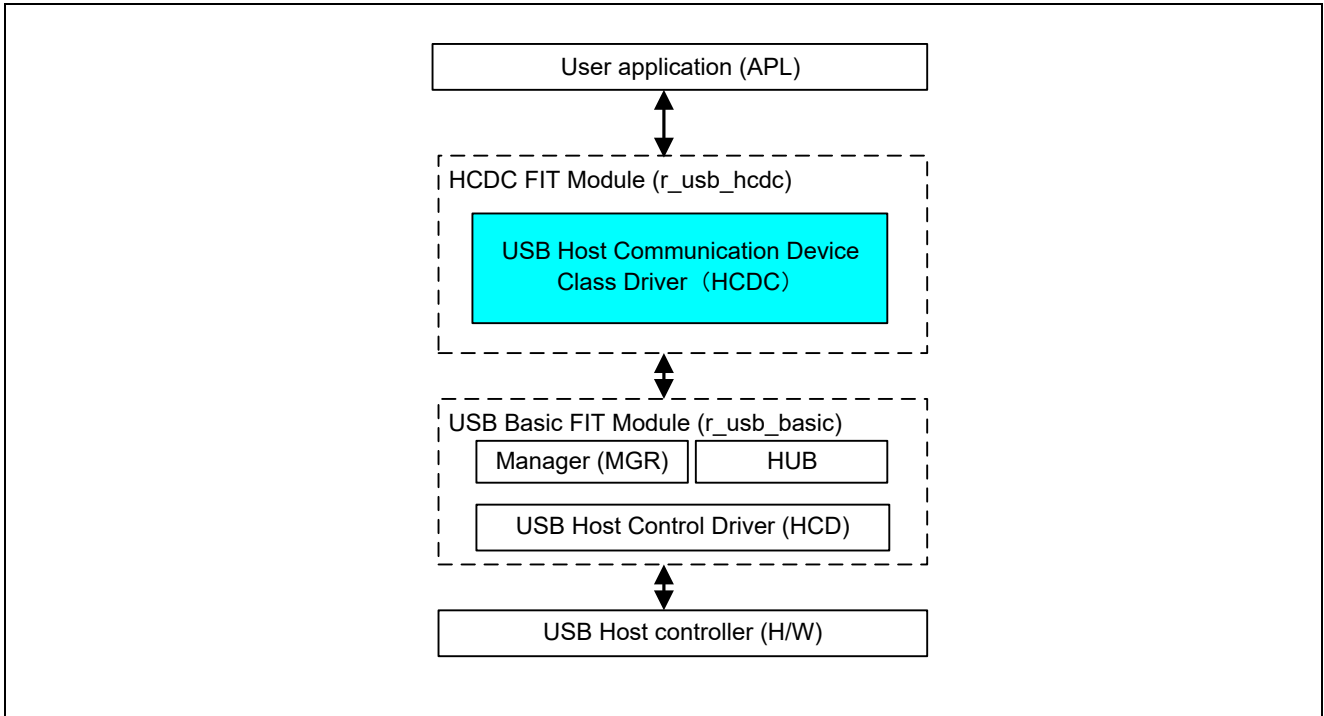 User application (APL)
HCDC FIT Module (r_usb_hcdc)
USB Host Communication Device
Class Driver（HCDC）
USB Basic FIT Module (r_usb_basic)
Manager (MGR)
HUB
USB Host Control Driver (HCD)
USB Host controller (H/W)